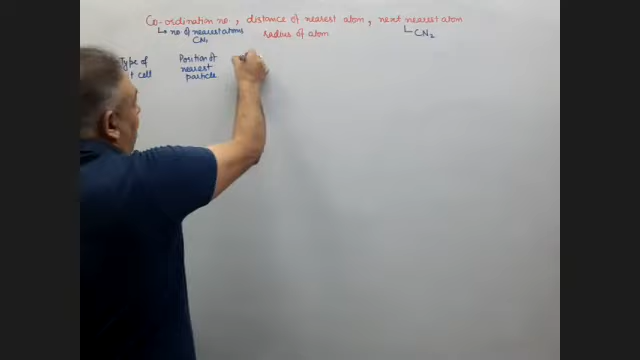 Co-ordination no., distance of nearest atom, next nearest atom
↳ no of nearest atoms radius of atom ↳ CN₂
CN₁
Type of Position of
cell nearest
particle